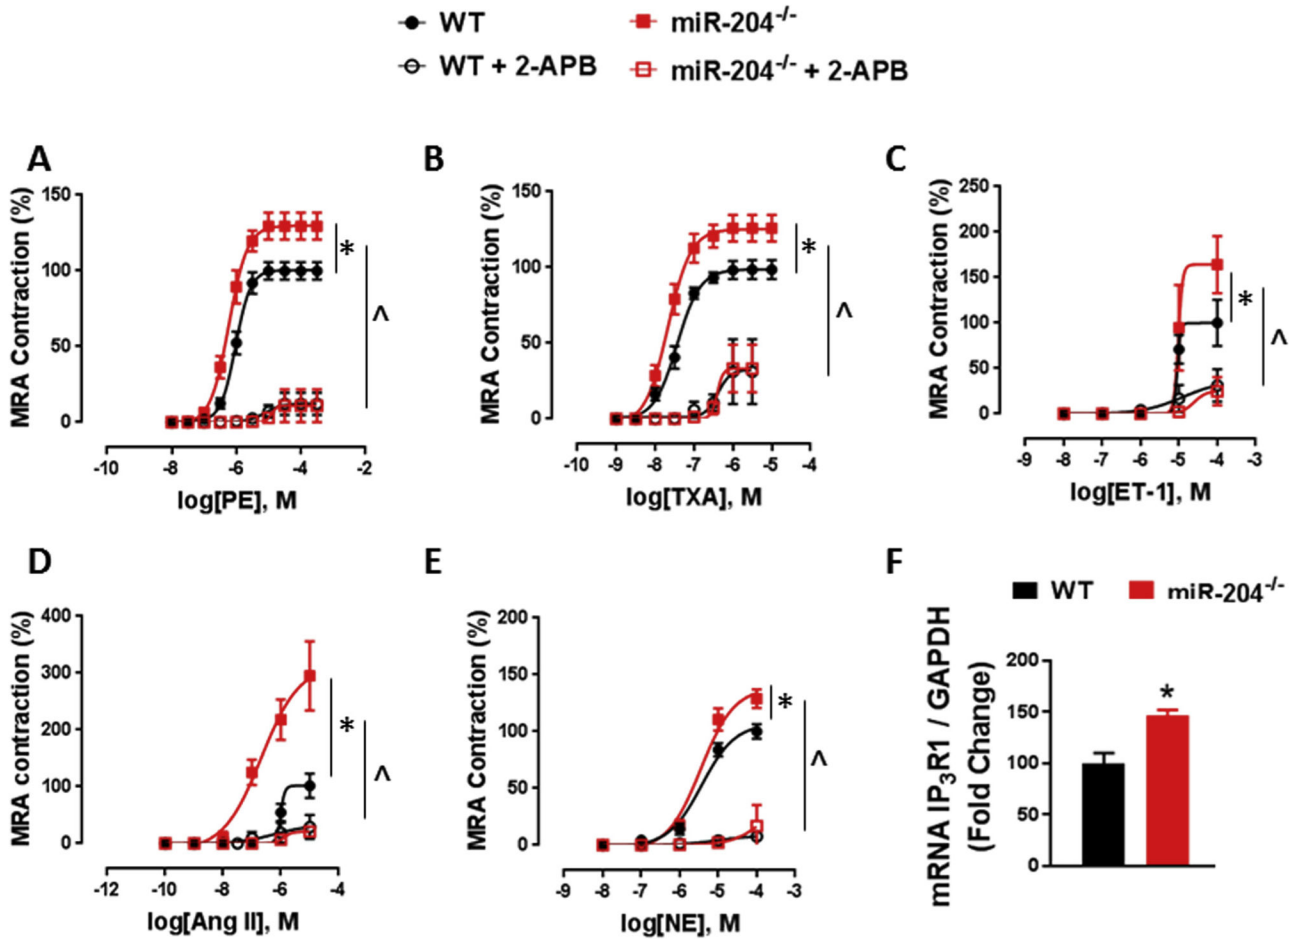 WT
miR-204-/-
WT + 2-APB
miR-204-/- + 2-APB
A
MRA Contraction (%)
150
100
50
0
*
^
-10 -8 -6 -4 -2
log[PE], M
B
MRA Contraction (%)
150
100
50
0
*
^
-10 -9 -8 -7 -6 -5 -4
log[TXA], M
C
MRA Contraction (%)
250
200
150
100
50
0
*
^
-9 -8 -7 -6 -5 -4 -3
log[ET-1], M
D
MRA contraction (%)
400
300
200
100
0
*
^
-12 -10 -8 -6 -4
log[Ang II], M
E
MRA Contraction (%)
200
150
100
50
0
*
^
-9 -8 -7 -6 -5 -4 -3
log[NE], M
F
WT
miR-204-/-
mRNA IP3R1 / GAPDH
(Fold Change)
200
150
100
50
0
*